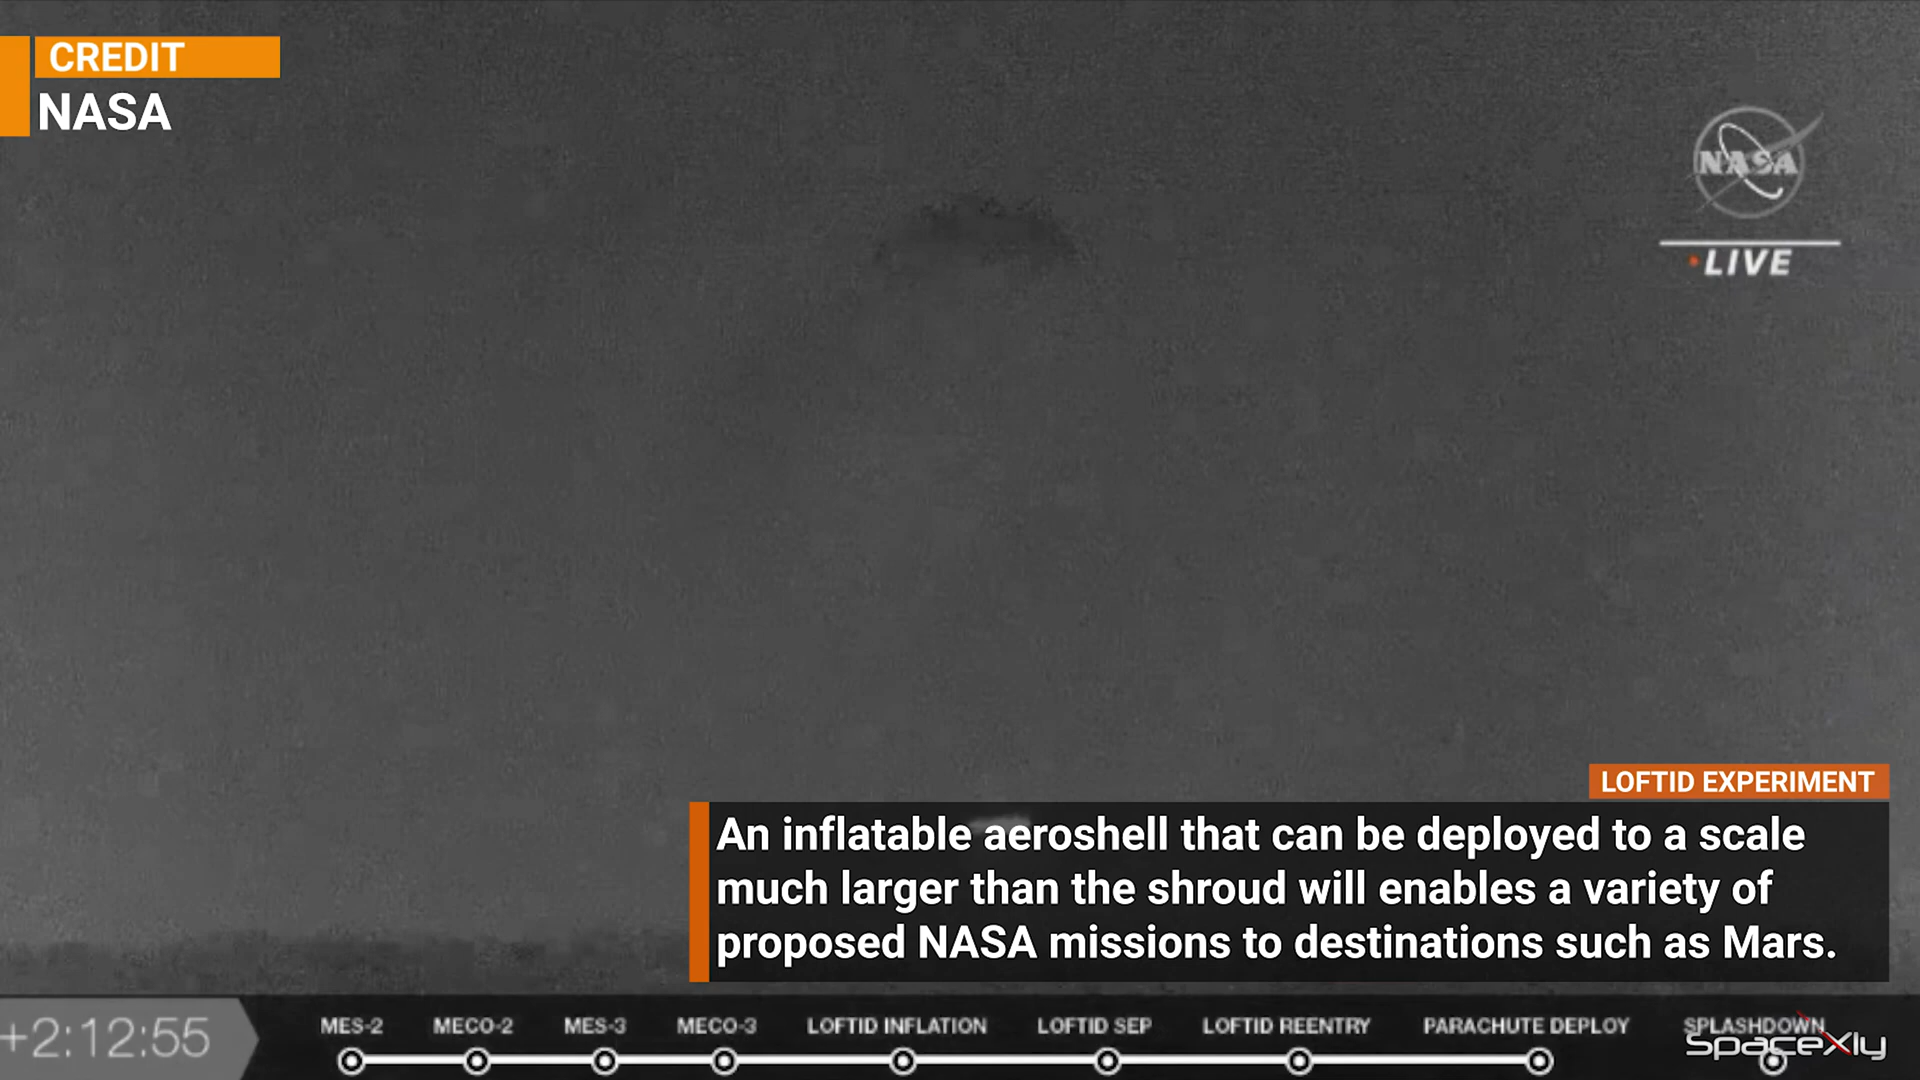 CREDIT
NASA
NASA
LIVE
LOFTID EXPERIMENT
An inflatable aeroshell that can be deployed to a scale
much larger than the shroud will enables a variety of
proposed NASA missions to destinations such as Mars.
+2:12:55
MES-2 MECO-2 MES-3 MECO-3 LOFTID INFLATION LOFTID SEP LOFTID REENTRY PARACHUTE DEPLOY SPLASHDOWN
SpaceXly